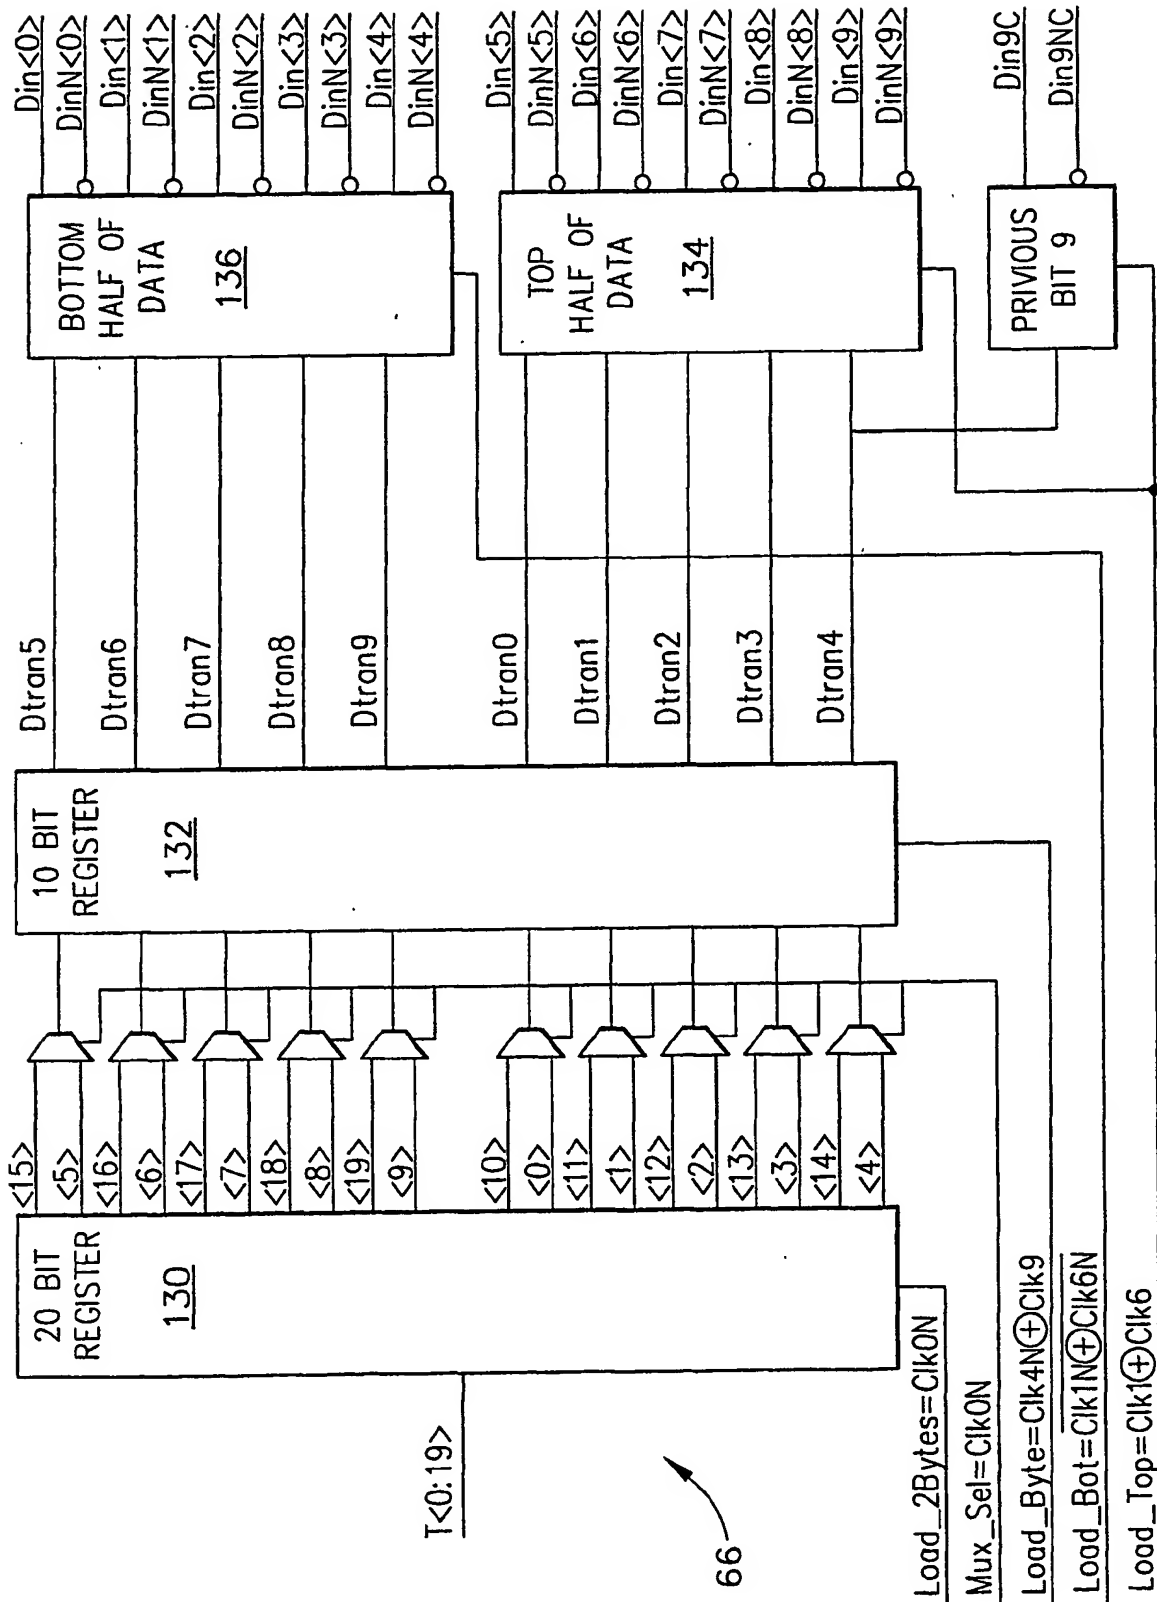 T<0:19>
66
20 BIT
REGISTER
130
<15>
<5>
<16>
<6>
<17>
<7>
<18>
<8>
<19>
<9>
<10>
<0>
<11>
<1>
<12>
<2>
<13>
<3>
<14>
<4>
10 BIT
REGISTER
132
Dtran5
Dtran6
Dtran7
Dtran8
Dtran9
Dtran0
Dtran1
Dtran2
Dtran3
Dtran4
BOTTOM
HALF OF
DATA
136
TOP
HALF OF
DATA
134
PRIVIOUS
BIT 9
Din<0>
DinN<0>
Din<1>
DinN<1>
Din<2>
DinN<2>
Din<3>
DinN<3>
Din<4>
DinN<4>
Din<5>
DinN<5>
Din<6>
DinN<6>
Din<7>
DinN<7>
Din<8>
DinN<8>
Din<9>
DinN<9>
Din9C
Din9NC
Load_2Bytes=Clk0N
Mux_Sel=Clk0N
Load_Byte=Clk4N⊕Clk9
Load_Bot=Clk1N⊕Clk6N
Load_Top=Clk1⊕Clk6